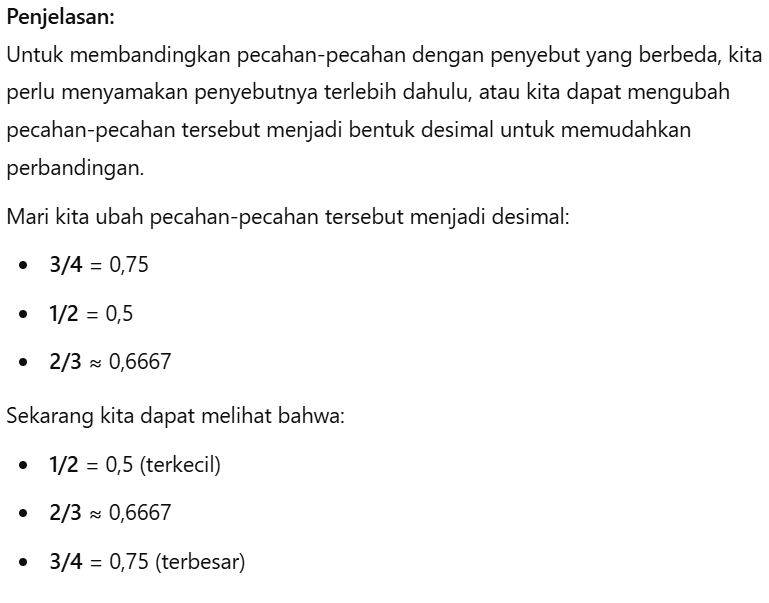 Penjelasan:
Untuk membandingkan pecahan-pecahan dengan penyebut yang berbeda, kita
perlu menyamakan penyebutnya terlebih dahulu, atau kita dapat mengubah
pecahan-pecahan tersebut menjadi bentuk desimal untuk memudahkan
perbandingan.
Mari kita ubah pecahan-pecahan tersebut menjadi desimal:
• 3/4 = 0,75
• 1/2 = 0,5
• 2/3 ≈ 0,6667
Sekarang kita dapat melihat bahwa:
• 1/2 = 0,5 (terkecil)
• 2/3 ≈ 0,6667
• 3/4 = 0,75 (terbesar)